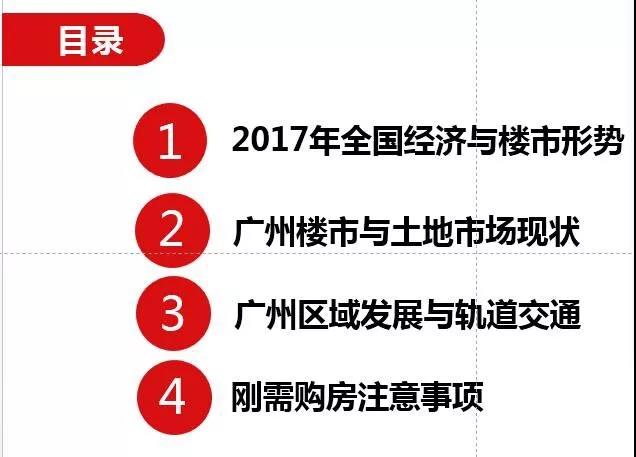 目录
1 2017年全国经济与楼市形势
2 广州楼市与土地市场现状
3 广州区域发展与轨道交通
4 刚需购房注意事项